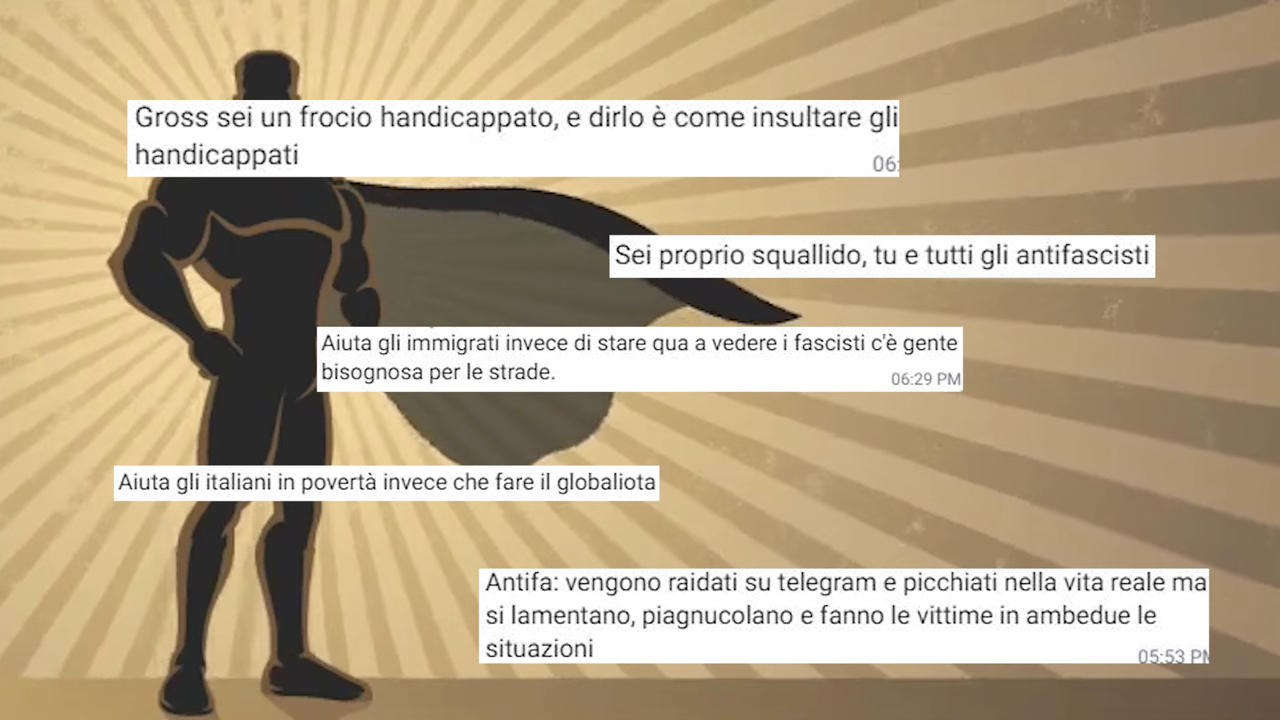 Gross sei un frocio handicappato, e dirlo è come insultare gli
handicappati
06:
Sei proprio squallido, tu e tutti gli antifascisti
Aiuta gli immigrati invece di stare qua a vedere i fascisti c'è gente
bisognosa per le strade.
06:29 PM
Aiuta gli italiani in povertà invece che fare il globaliota
Antifa: vengono raidati su telegram e picchiati nella vita reale ma
si lamentano, piagnucolano e fanno le vittime in ambedue le
situazioni
05:53 PM